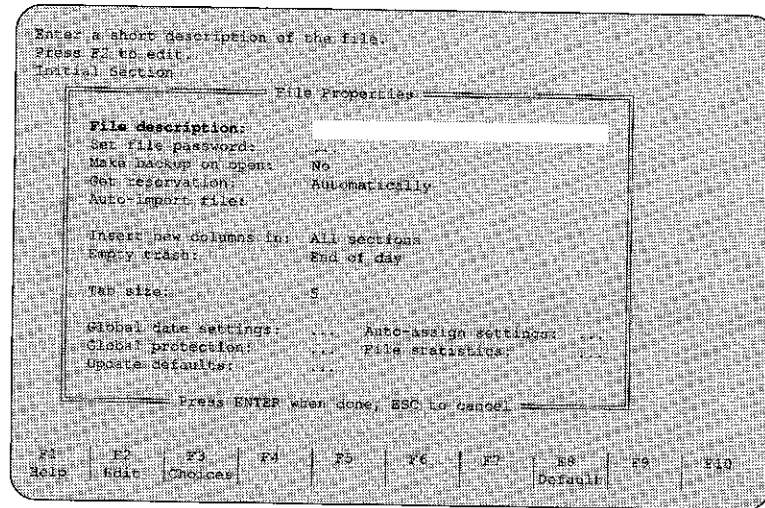 Enter a short description of the file.
Press F2 to edit.
Initial Section
File Properties
File description:
Set file password: ...
Make backup on open: No
Get reservation: Automatically
Auto-import file:
Insert new columns in: All sections
Empty trash: End of day
Tab size: 5
Global date settings: ... Auto-assign settings: ...
Global protection: ... File statistics: ...
Update defaults: ...
Press ENTER when done, ESC to cancel
F1 F2 F3 F4 F5 F6 F7 F8 F9 F10
Help Edit Choices Default